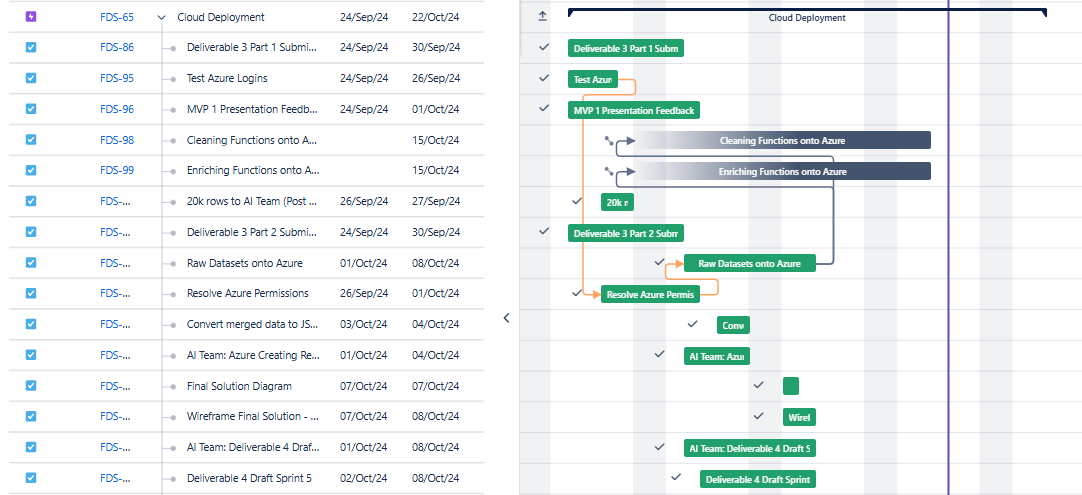 FDS-65 Cloud Deployment 24/Sep/24 22/Oct/24 Cloud Deployment
FDS-86 Deliverable 3 Part 1 Submi... 24/Sep/24 30/Sep/24 Deliverable 3 Part 1 Subm
FDS-95 Test Azure Logins 24/Sep/24 26/Sep/24 Test Azur
FDS-96 MVP 1 Presentation Feedb... 24/Sep/24 01/Oct/24 MVP 1 Presentation Feedback
FDS-98 Cleaning Functions onto A... 15/Oct/24 Cleaning Functions onto Azure
FDS-99 Enriching Functions onto A... 15/Oct/24 Enriching Functions onto Azure
FDS-... 20k rows to AI Team (Post ... 26/Sep/24 27/Sep/24 20k r
FDS-... Deliverable 3 Part 2 Submi... 24/Sep/24 30/Sep/24 Deliverable 3 Part 2 Subm
FDS-... Raw Datasets onto Azure 01/Oct/24 08/Oct/24 Raw Datasets onto Azure
FDS-... Resolve Azure Permissions 26/Sep/24 01/Oct/24 Resolve Azure Permis
FDS-... Convert merged data to JS... 03/Oct/24 04/Oct/24 Conv
FDS-... AI Team: Azure Creating Re... 01/Oct/24 04/Oct/24 AI Team: Azur
FDS-... Final Solution Diagram 07/Oct/24 07/Oct/24
FDS-... Wireframe Final Solution - ... 07/Oct/24 08/Oct/24 Wiref
FDS-... AI Team: Deliverable 4 Draf... 01/Oct/24 08/Oct/24 AI Team: Deliverable 4 Draft S
FDS-... Deliverable 4 Draft Sprint 5 02/Oct/24 08/Oct/24 Deliverable 4 Draft Sprint